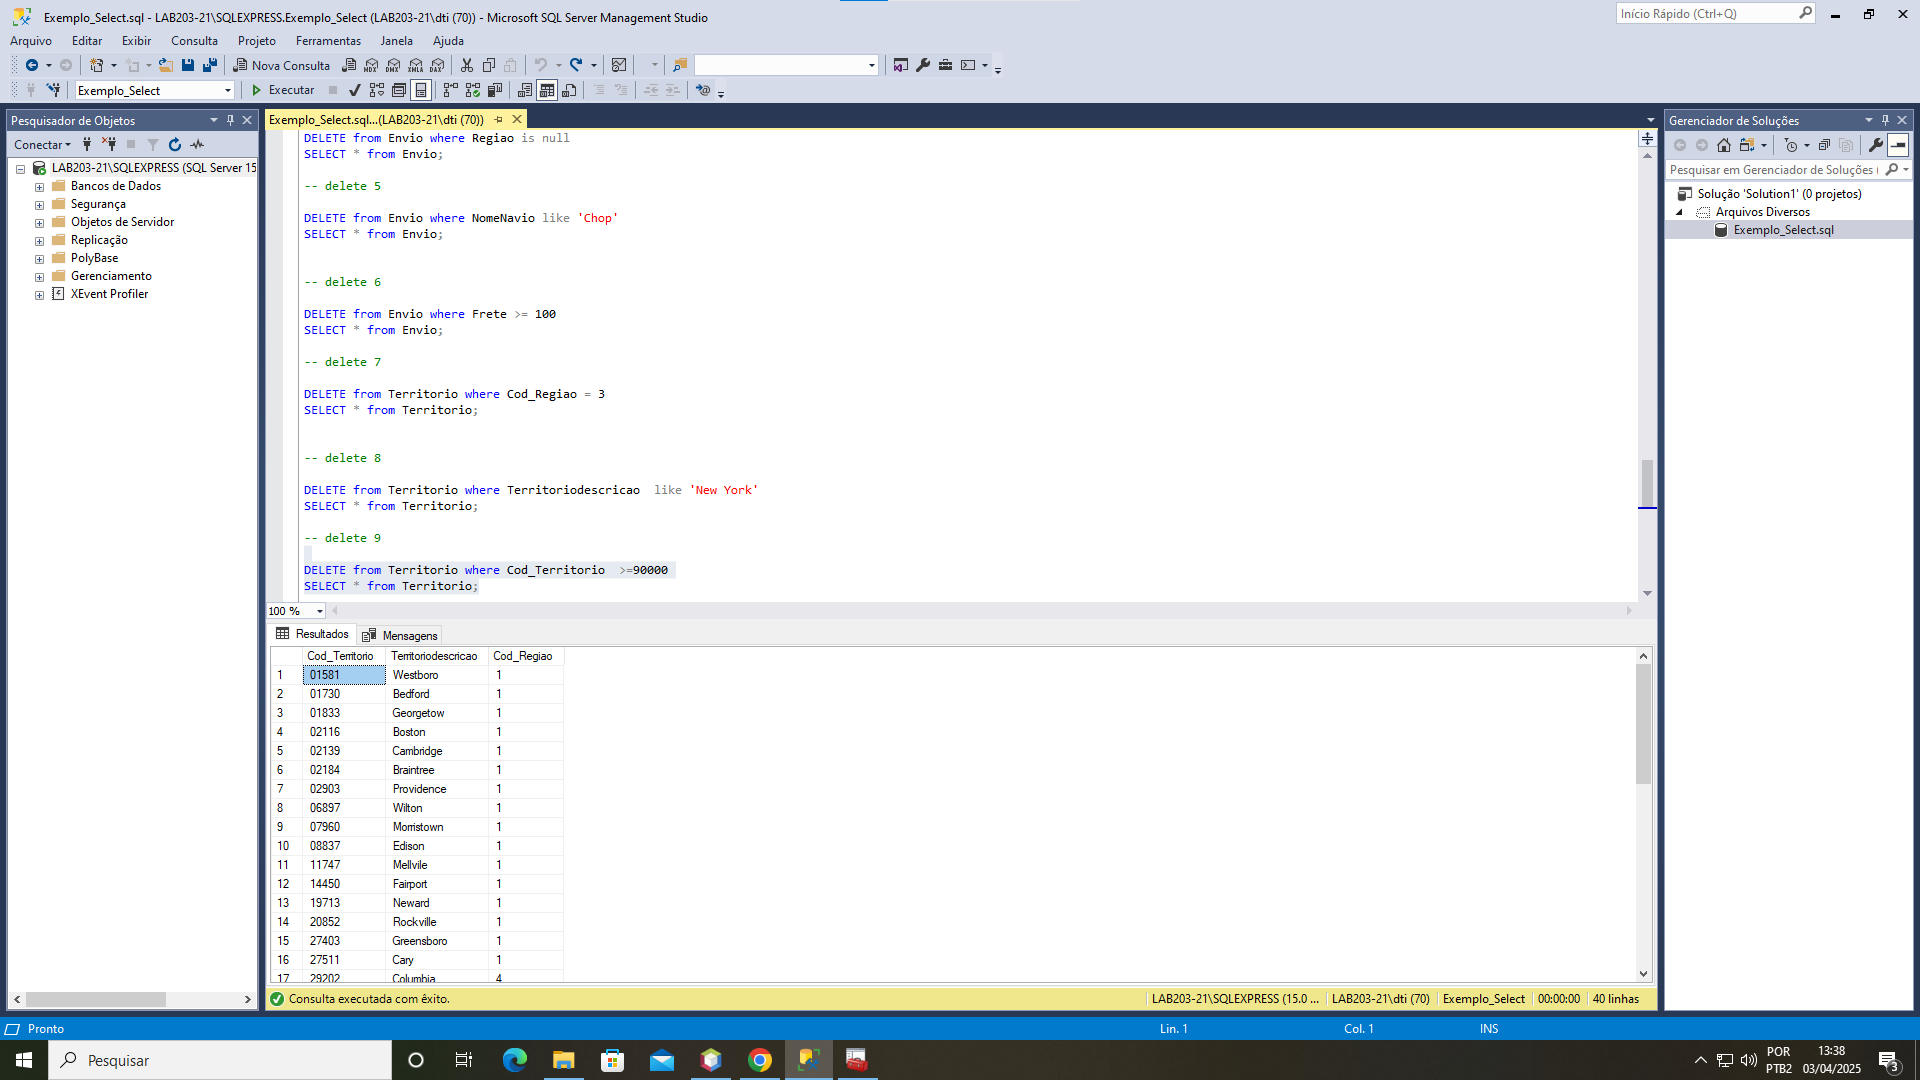 Exemplo_Select.sql - LAB203-21\SQLEXPRESS.Exemplo_Select (LAB203-21\dti (70)) - Microsoft SQL Server Management Studio
Início Rápido (Ctrl+Q)
Arquivo Editar Exibir Consulta Projeto Ferramentas Janela Ajuda
Nova Consulta
MDX DMX XMLA DAX
Exemplo_Select
Executar
Pesquisador de Objetos
Conectar
LAB203-21\SQLEXPRESS (SQL Server 15
Bancos de Dados
Segurança
Objetos de Servidor
Replicação
PolyBase
Gerenciamento
XEvent Profiler
Exemplo_Select.sql...(LAB203-21\dti (70))
DELETE from Envio where Regiao is null
SELECT * from Envio;
-- delete 5
DELETE from Envio where NomeNavio like 'Chop'
SELECT * from Envio;
-- delete 6
DELETE from Envio where Frete >= 100
SELECT * from Envio;
-- delete 7
DELETE from Territorio where Cod_Regiao = 3
SELECT * from Territorio;
-- delete 8
DELETE from Territorio where Territoriodescricao  like 'New York'
SELECT * from Territorio;
-- delete 9
DELETE from Territorio where Cod_Territorio  >=90000
SELECT * from Territorio;
100 %
Resultados Mensagens
Cod_Territorio Territoriodescricao Cod_Regiao
1 01581 Westboro 1
2 01730 Bedford 1
3 01833 Georgetow 1
4 02116 Boston 1
5 02139 Cambridge 1
6 02184 Braintree 1
7 02903 Providence 1
8 06897 Wilton 1
9 07960 Morristown 1
10 08837 Edison 1
11 11747 Mellvile 1
12 14450 Fairport 1
13 19713 Neward 1
14 20852 Rockville 1
15 27403 Greensboro 1
16 27511 Cary 1
17 29202 Columbia 4
Consulta executada com êxito.
LAB203-21\SQLEXPRESS (15.0 ... LAB203-21\dti (70) Exemplo_Select 00:00:00 40 linhas
Gerenciador de Soluções
Pesquisar em Gerenciador de Soluções (
Solução 'Solution1' (0 projetos)
Arquivos Diversos
Exemplo_Select.sql
Pronto
Lin. 1 Col. 1 INS
Pesquisar
POR
PTB2
13:38
03/04/2025
3